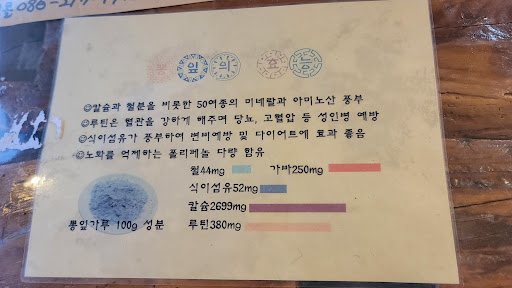 뽕 잎 의 효 능
◇칼슘과 철분을 비롯한 50여종의 미네랄과 아미노산 풍부
◇루틴은 혈관을 강하게 해주며 당뇨, 고혈압 등 성인병 예방
◇식이섬유가 풍부하여 변비예방 및 다이어트에 효과 좋음
◇노화를 억제하는 폴리페놀 다량 함유
철44mg 가바250mg
식이섬유52mg
칼슘2699mg
뽕잎가루 100g 성분 루틴380mg